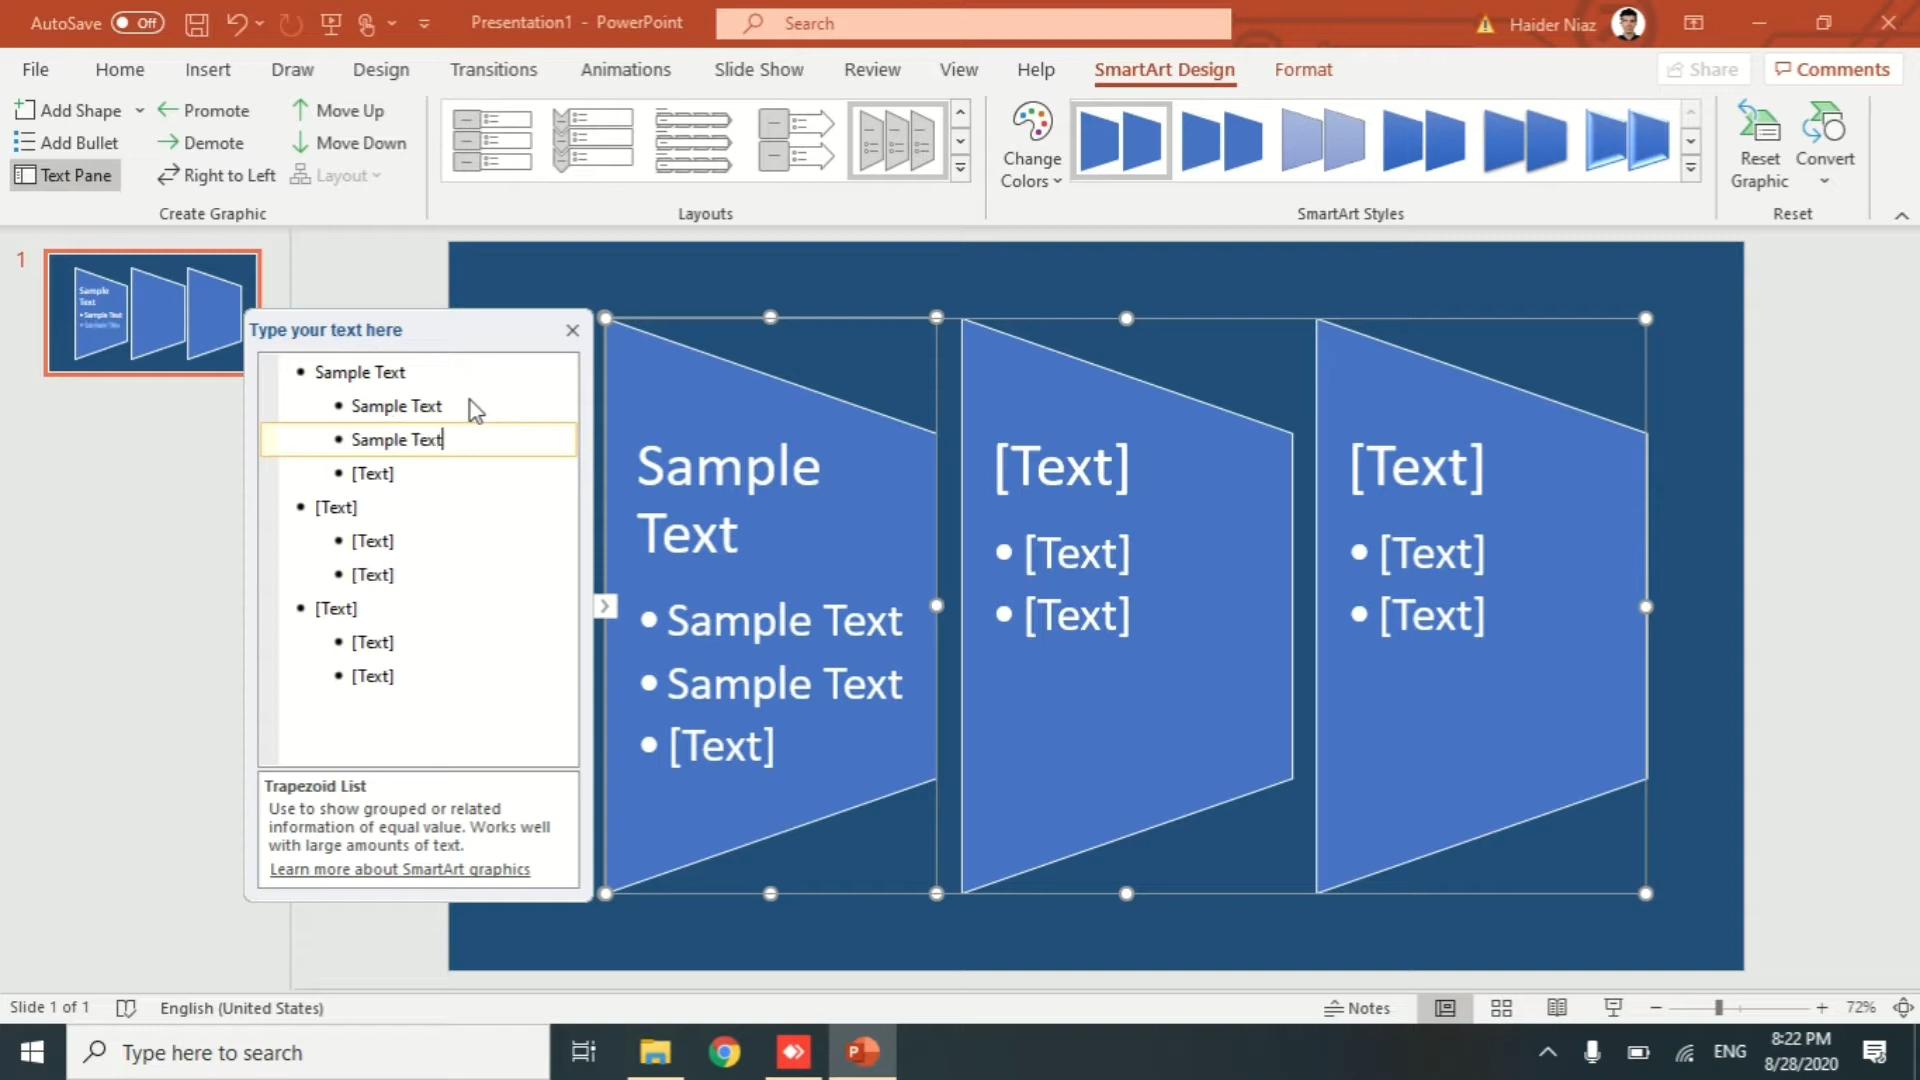 AutoSave Off Presentation1 - PowerPoint Search Haider Niaz
File Home Insert Draw Design Transitions Animations Slide Show Review View Help SmartArt Design Format Share Comments
Add Shape Promote Move Up
Add Bullet Demote Move Down
Text Pane Right to Left Layout
Create Graphic
Layouts
Change
Colors
SmartArt Styles
Reset
Graphic
Convert
Reset
1
Sample
Text
Sample Text
Type your text here
• Sample Text
• Sample Text
• Sample Text
• [Text]
• [Text]
• [Text]
• [Text]
• [Text]
• [Text]
• [Text]
Trapezoid List
Use to show grouped or related
information of equal value. Works well
with large amounts of text.
Learn more about SmartArt graphics
Sample
Text
• Sample Text
• Sample Text
• [Text]
[Text]
• [Text]
• [Text]
[Text]
• [Text]
• [Text]
Slide 1 of 1 English (United States) Notes 72%
Type here to search
ENG
8:22 PM
8/28/2020